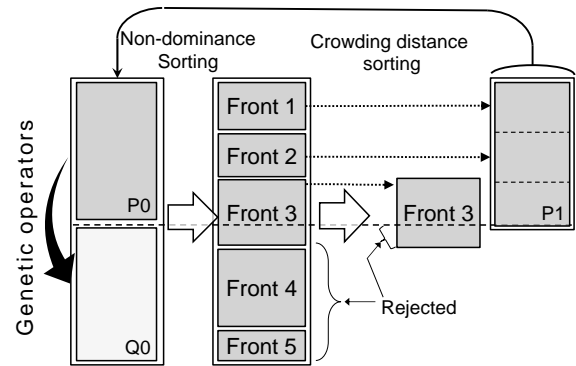 Non-dominance
Sorting
Crowding distance
sorting
Genetic operators
P0
Q0
Front 1
Front 2
Front 3
Front 4
Front 5
Front 3
Rejected
P1